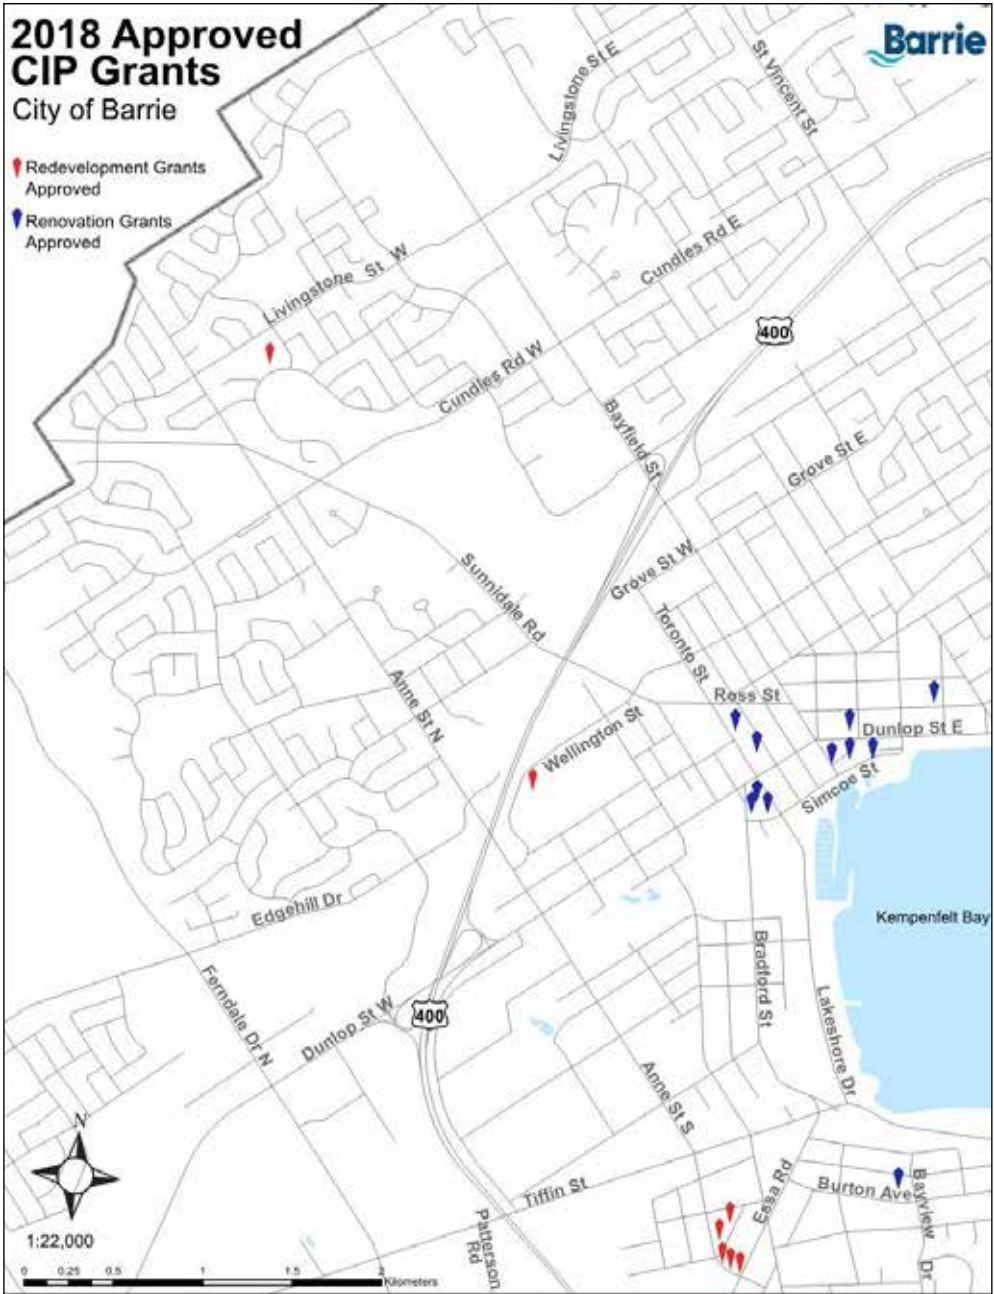 2018 Approved
CIP Grants
City of Barrie
Barrie
Redevelopment Grants
Approved
Renovation Grants
Approved
Livingstone St E
St Vincent St
Livingstone St W
Cundles Rd E
400
Cundles Rd W
Bayfield St
Grove St E
Sunnidale Rd
Grove St W
Toronto St
Anne St N
Ross St
Wellington St
Dunlop St E
Simcoe St
Edgehill Dr
Kempenfelt Bay
Ferndale Dr N
Dunlop St W
400
Bradford St
Lakeshore Dr
Anne St S
N
Tiffin St
Essa Rd
Burton Ave
Bayview Dr
Patterson
Rd
1:22,000
0 0.25 0.5 1 1.5 2
Kilometers